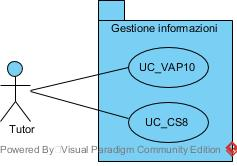 Gestione informazioni
UC_VAP10
UC_CS8
Tutor
Powered By Visual Paradigm Community Edition